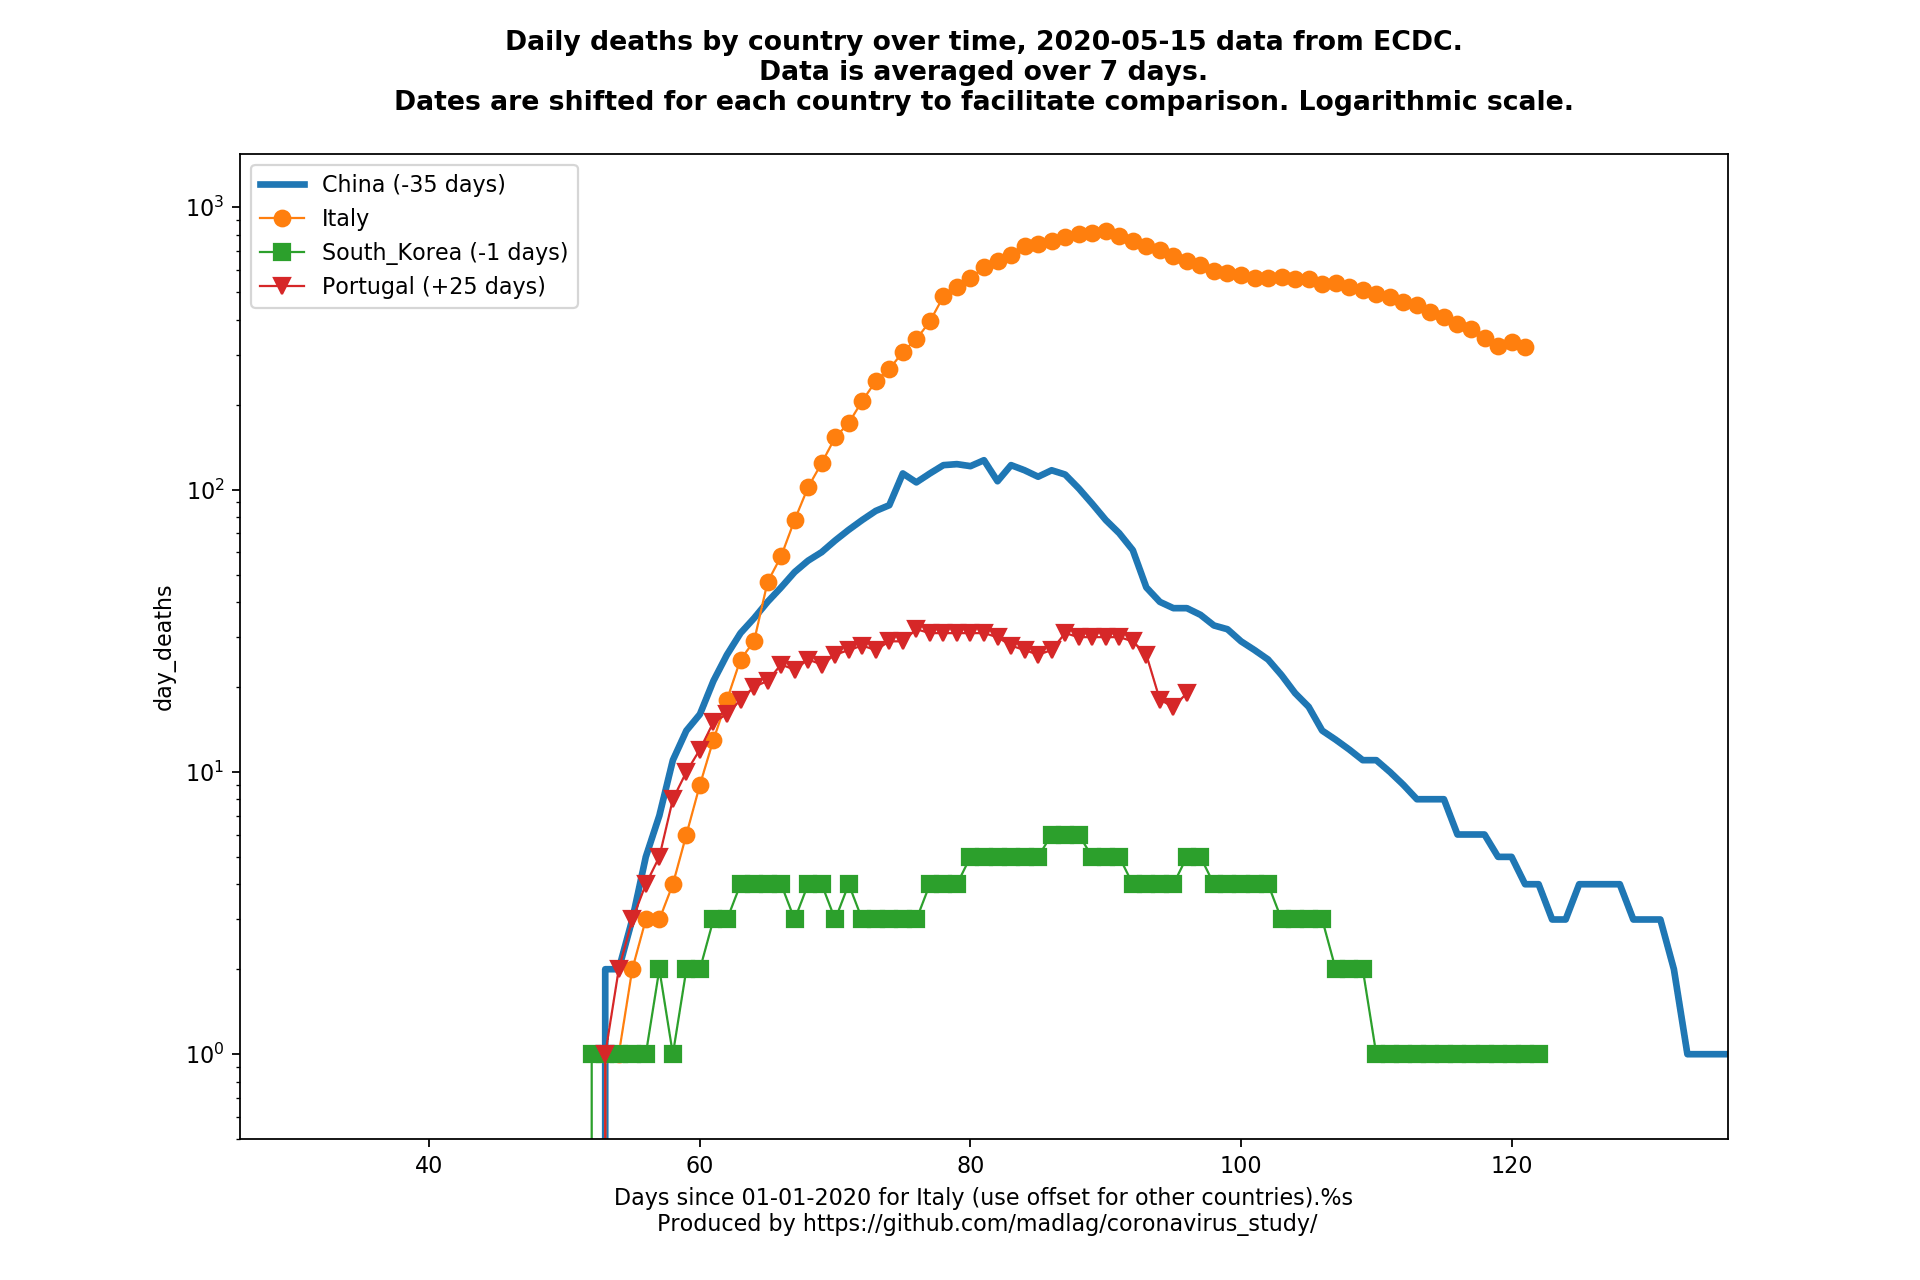 Daily deaths by country over time, 2020-05-15 data from ECDC.
Data is averaged over 7 days.
Dates are shifted for each country to facilitate comparison. Logarithmic scale.
China (-35 days)
Italy
South_Korea (-1 days)
Portugal (+25 days)
10³
10²
10¹
10⁰
day_deaths
40 60 80 100 120
Days since 01-01-2020 for Italy (use offset for other countries).%s
Produced by https://github.com/madlag/coronavirus_study/